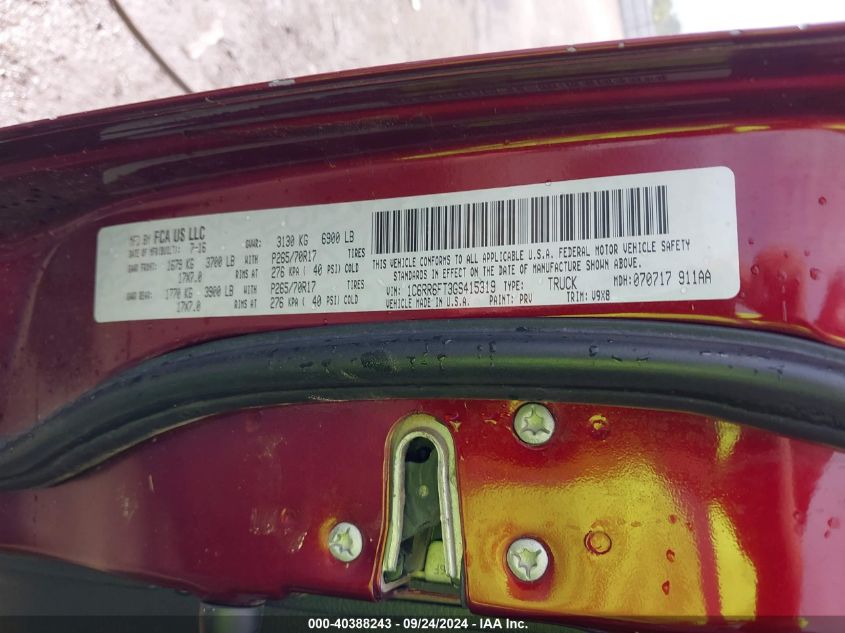 MFD BY FCA US LLC
DATE OF MFR(BUILT): 7-16 GVWR: 3130 KG 6900 LB
GAWR FRONT: 1679 KG 3700 LB WITH P265/70R17 TIRES
17X7.0 RIMS AT 276 KPA ( 40 PSI) COLD
GAWR REAR: 1770 KG 3900 LB WITH P265/70R17 TIRES
17X7.0 RIMS AT 276 KPA ( 40 PSI) COLD
THIS VEHICLE CONFORMS TO ALL APPLICABLE U.S.A. FEDERAL MOTOR VEHICLE SAFETY
STANDARDS IN EFFECT ON THE DATE OF MANUFACTURE SHOWN ABOVE.
VIN: 1C6RR6FT3GS415319 TYPE: TRUCK MDH: 070717 911AA
PAINT: PRV TRIM: V9X8
000-40388243 - 09/24/2024 - IAA Inc.